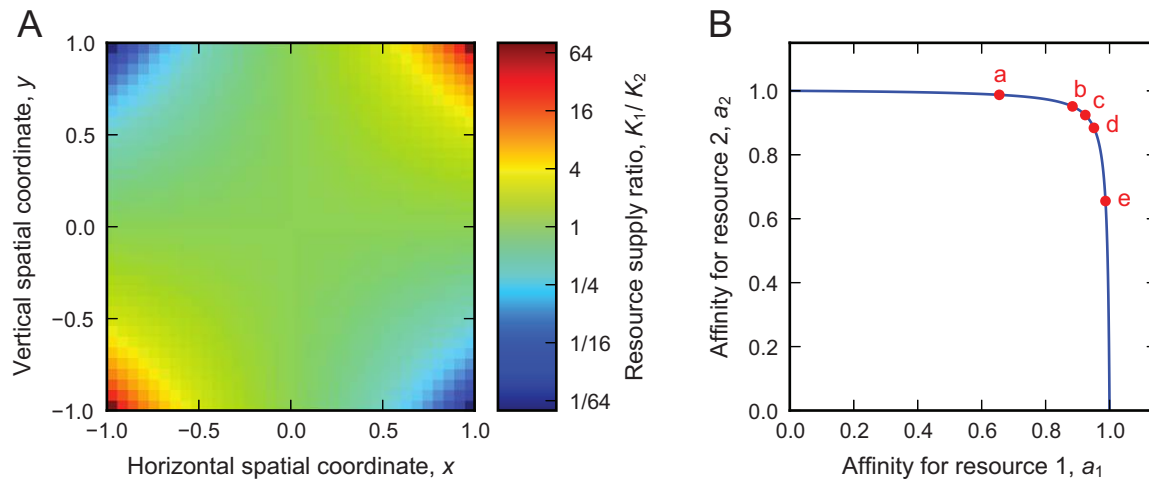 A
Vertical spatial coordinate, y
1.0
0.5
0.0
−0.5
−1.0
−1.0
−0.5
0.0
0.5
1.0
Horizontal spatial coordinate, x
64
16
4
1
1/4
1/16
1/64
Resource supply ratio, K1/ K2
B
Affinity for resource 2, a2
1.0
0.8
0.6
0.4
0.2
0.0
0.0
0.2
0.4
0.6
0.8
1.0
Affinity for resource 1, a1
a
b
c
d
e